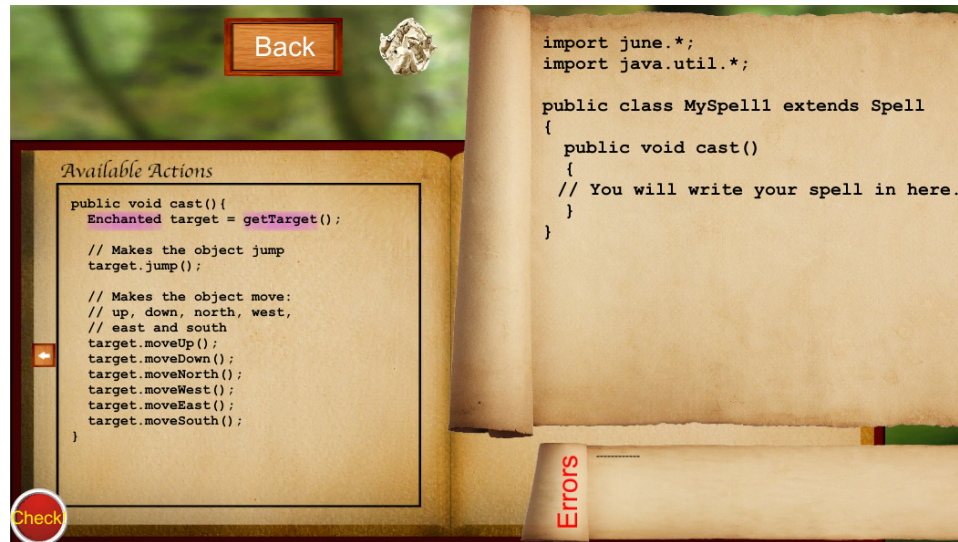 Back
Available Actions
public void cast(){
Enchanted target = getTarget();
// Makes the object jump
target.jump();
// Makes the object move:
// up, down, north, west,
// east and south
target.moveUp();
target.moveDown();
target.moveNorth();
target.moveWest();
target.moveEast();
target.moveSouth();
}
Check
import june.*;
import java.util.*;
public class MySpell1 extends Spell
{
public void cast()
{
// You will write your spell in here.
}
}
Errors
------------